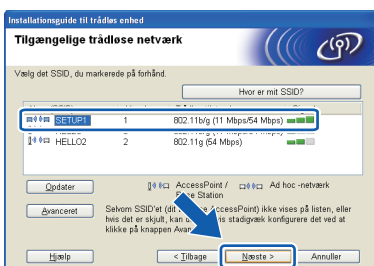 Installationsguide til trådløs enhed
Tilgængelige trådløse netværk
Vælg det SSID, du markerede på forhånd.
Hvor er mit SSID?
SETUP1 1 802.11b/g (11 Mbps/54 Mbps)
HELLO2 1 802.11g (54 Mbps)
Opdater
AccessPoint / Ad hoc -netværk
Station
Avanceret
Selvom SSID'et (dit AccessPoint) ikke vises på listen, eller
hvis det er skjult, kan stadigvæk konfigurere det ved at
klikke på knappen
Hjælp
< Tilbage
Næste >
Annuller